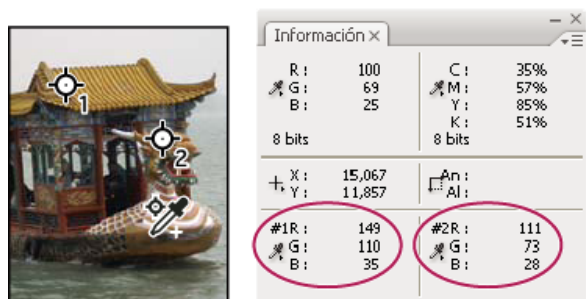 1
2
Información ×
R: 100
G: 69
B: 25
8 bits
C: 35%
M: 57%
Y: 85%
K: 51%
8 bits
X: 15,067
Y: 11,857
An:
Al:
#1R: 149
G: 110
B: 35
#2R: 111
G: 73
B: 28